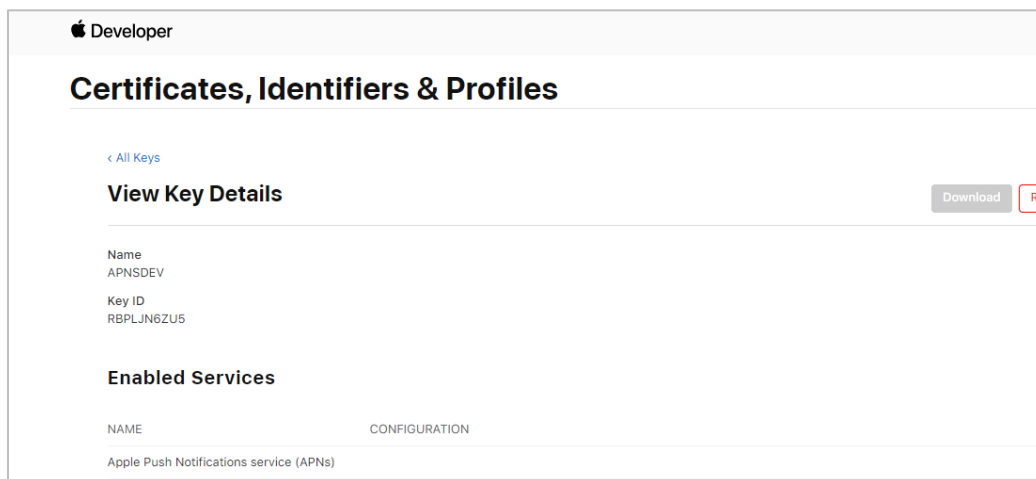 Developer
Certificates, Identifiers & Profiles
< All Keys
View Key Details
Download
R
Name
APNSDEV
Key ID
RBPLJN6ZU5
Enabled Services
NAME CONFIGURATION
Apple Push Notifications service (APNs)